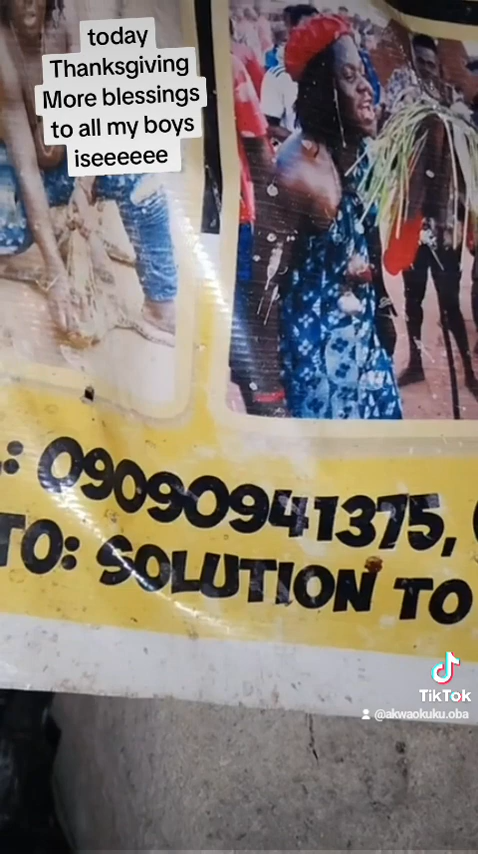 today
Thanksgiving
More blessings
to all my boys
iseeeeee
.: 09090941375,
TO: SOLUTION TO
TikTok
@akwaokuku.oba